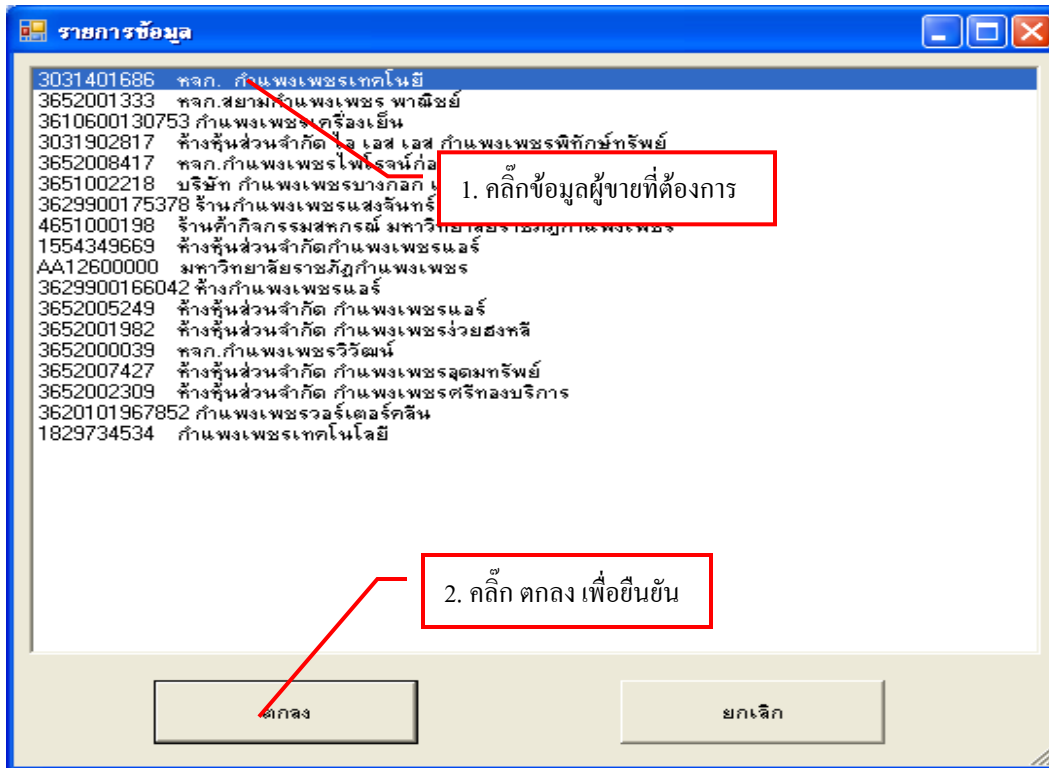 รายการข้อมูล
3031401686 หจก. กำแพงเพชรเทคโนยี
3652001333 หจก.สยามกำแพงเพชร พาณิชย์
3610600130753 กำแพงเพชรเครื่องเย็น
3031902817 ห้างหุ้นส่วนจำกัด ไอ เอส เอส กำแพงเพชรพิทักษ์ทรัพย์
3652008417 หจก.กำแพงเพชรไพโรจน์ก่อ
3651002218 บริษัท กำแพงเพชรบางกอก
3629900175378 ร้านกำแพงเพชรแสงจันทร์
4651000198 ร้านค้ากิจกรรมสหกรณ์ มหาวิทยาลัยราชภัฏกำแพงเพชร
1554349669 ห้างหุ้นส่วนจำกัดกำแพงเพชรแอร์
AA12600000 มหาวิทยาลัยราชภัฏกำแพงเพชร
3629900166042 ห้างกำแพงเพชรแอร์
3652005249 ห้างหุ้นส่วนจำกัด กำแพงเพชรแอร์
3652001982 ห้างหุ้นส่วนจำกัด กำแพงเพชรง่วยฮงหลี
3652000039 หจก.กำแพงเพชรวิวัฒน์
3652007427 ห้างหุ้นส่วนจำกัด กำแพงเพชรอุดมทรัพย์
3652002309 ห้างหุ้นส่วนจำกัด กำแพงเพชรศรีทองบริการ
3620101967852 กำแพงเพชรวอร์เตอร์คลีน
1829734534 กำแพงเพชรเทคโนโลยี
1. คลิ๊กข้อมูลผู้ขายที่ต้องการ
2. คลิ๊ก ตกลง เพื่อยืนยัน
ตกลง
ยกเลิก